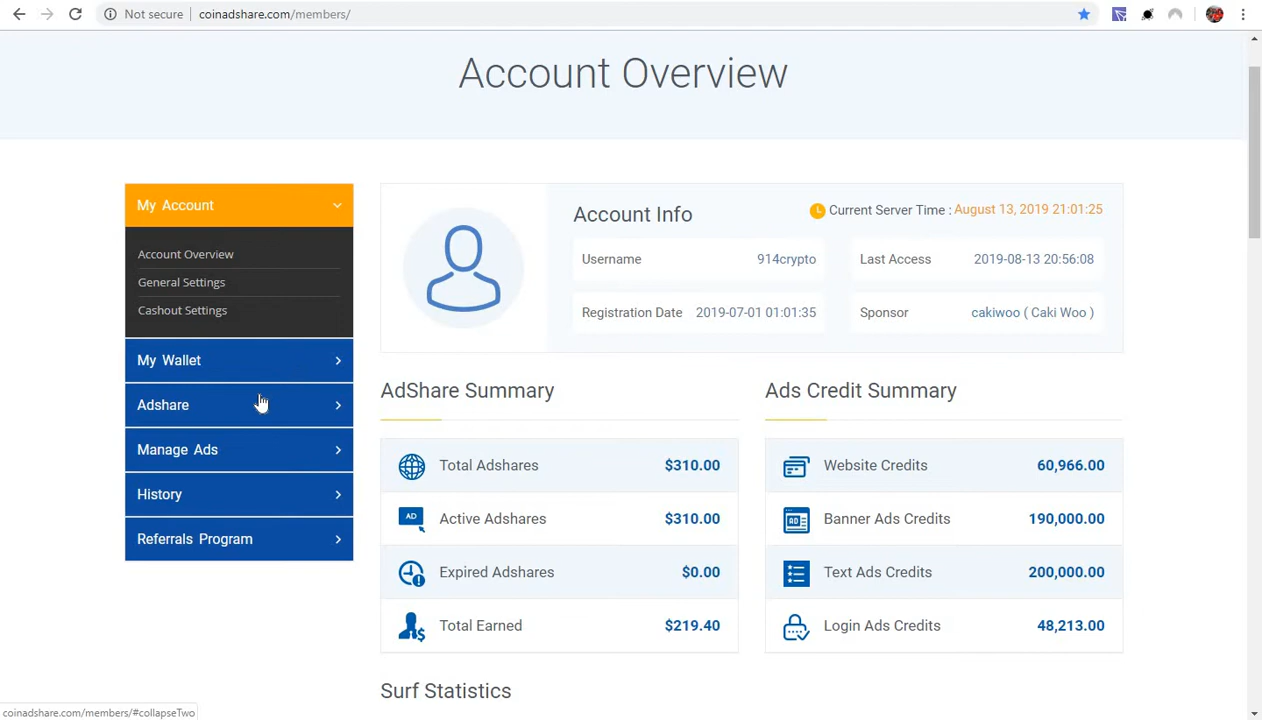 Not secure
coinadshare.com/members/
Account Overview
My Account
Account Overview
General Settings
Cashout Settings
My Wallet
Adshare
Manage Ads
History
Referrals Program
Account Info
Current Server Time : August 13, 2019 21:01:25
Username 914crypto
Last Access 2019-08-13 20:56:08
Registration Date 2019-07-01 01:01:35
Sponsor cakiwoo ( Caki Woo )
AdShare Summary
Total Adshares $310.00
AD
Active Adshares $310.00
Expired Adshares $0.00
Total Earned $219.40
Ads Credit Summary
Website Credits 60,966.00
AD
Banner Ads Credits 190,000.00
Text Ads Credits 200,000.00
Login Ads Credits 48,213.00
Surf Statistics
coinadshare.com/members/#collapseTwo